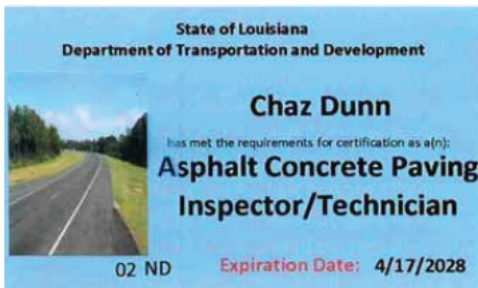 State of Louisiana
Department of Transportation and Development
Chaz Dunn
has met the requirements for certification as a(n):
Asphalt Concrete Paving
Inspector/Technician
02 ND Expiration Date: 4/17/2028